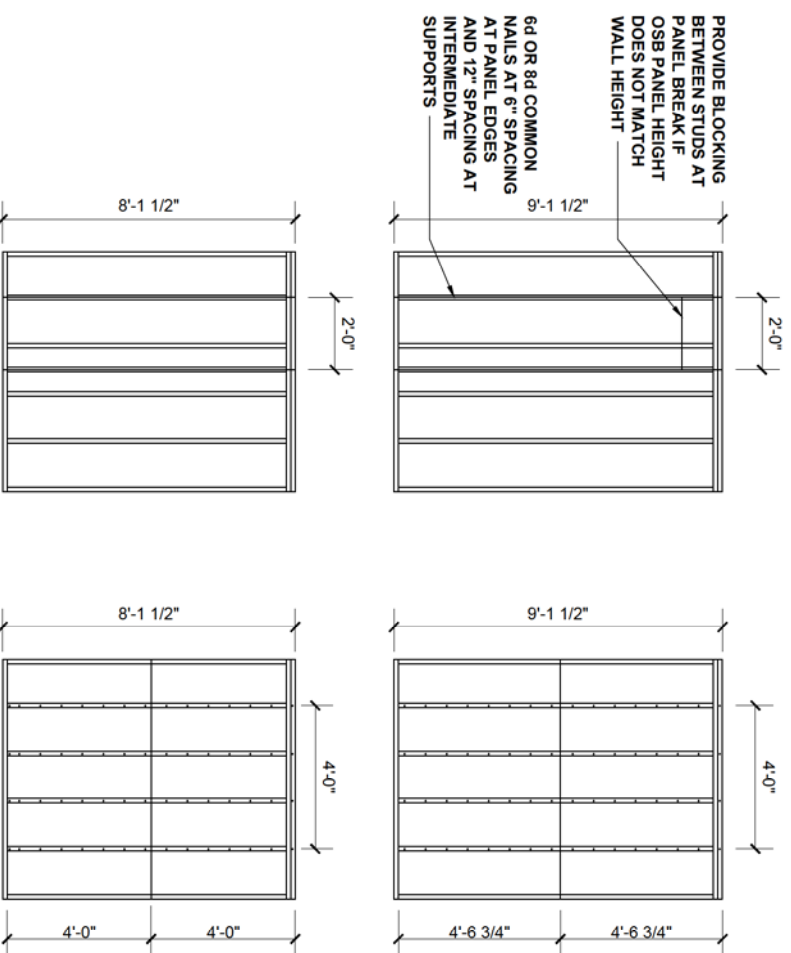 PROVIDE BLOCKING
BETWEEN STUDS AT
PANEL BREAK IF
OSB PANEL HEIGHT
DOES NOT MATCH
WALL HEIGHT
6d OR 8d COMMON
NAILS AT 6" SPACING
AT PANEL EDGES
AND 12" SPACING AT
INTERMEDIATE
SUPPORTS
8'-1 1/2"
9'-1 1/2"
2'-0"
2'-0"
8'-1 1/2"
9'-1 1/2"
4'-0"
4'-0"
4'-0"
4'-0"
4'-6 3/4"
4'-6 3/4"